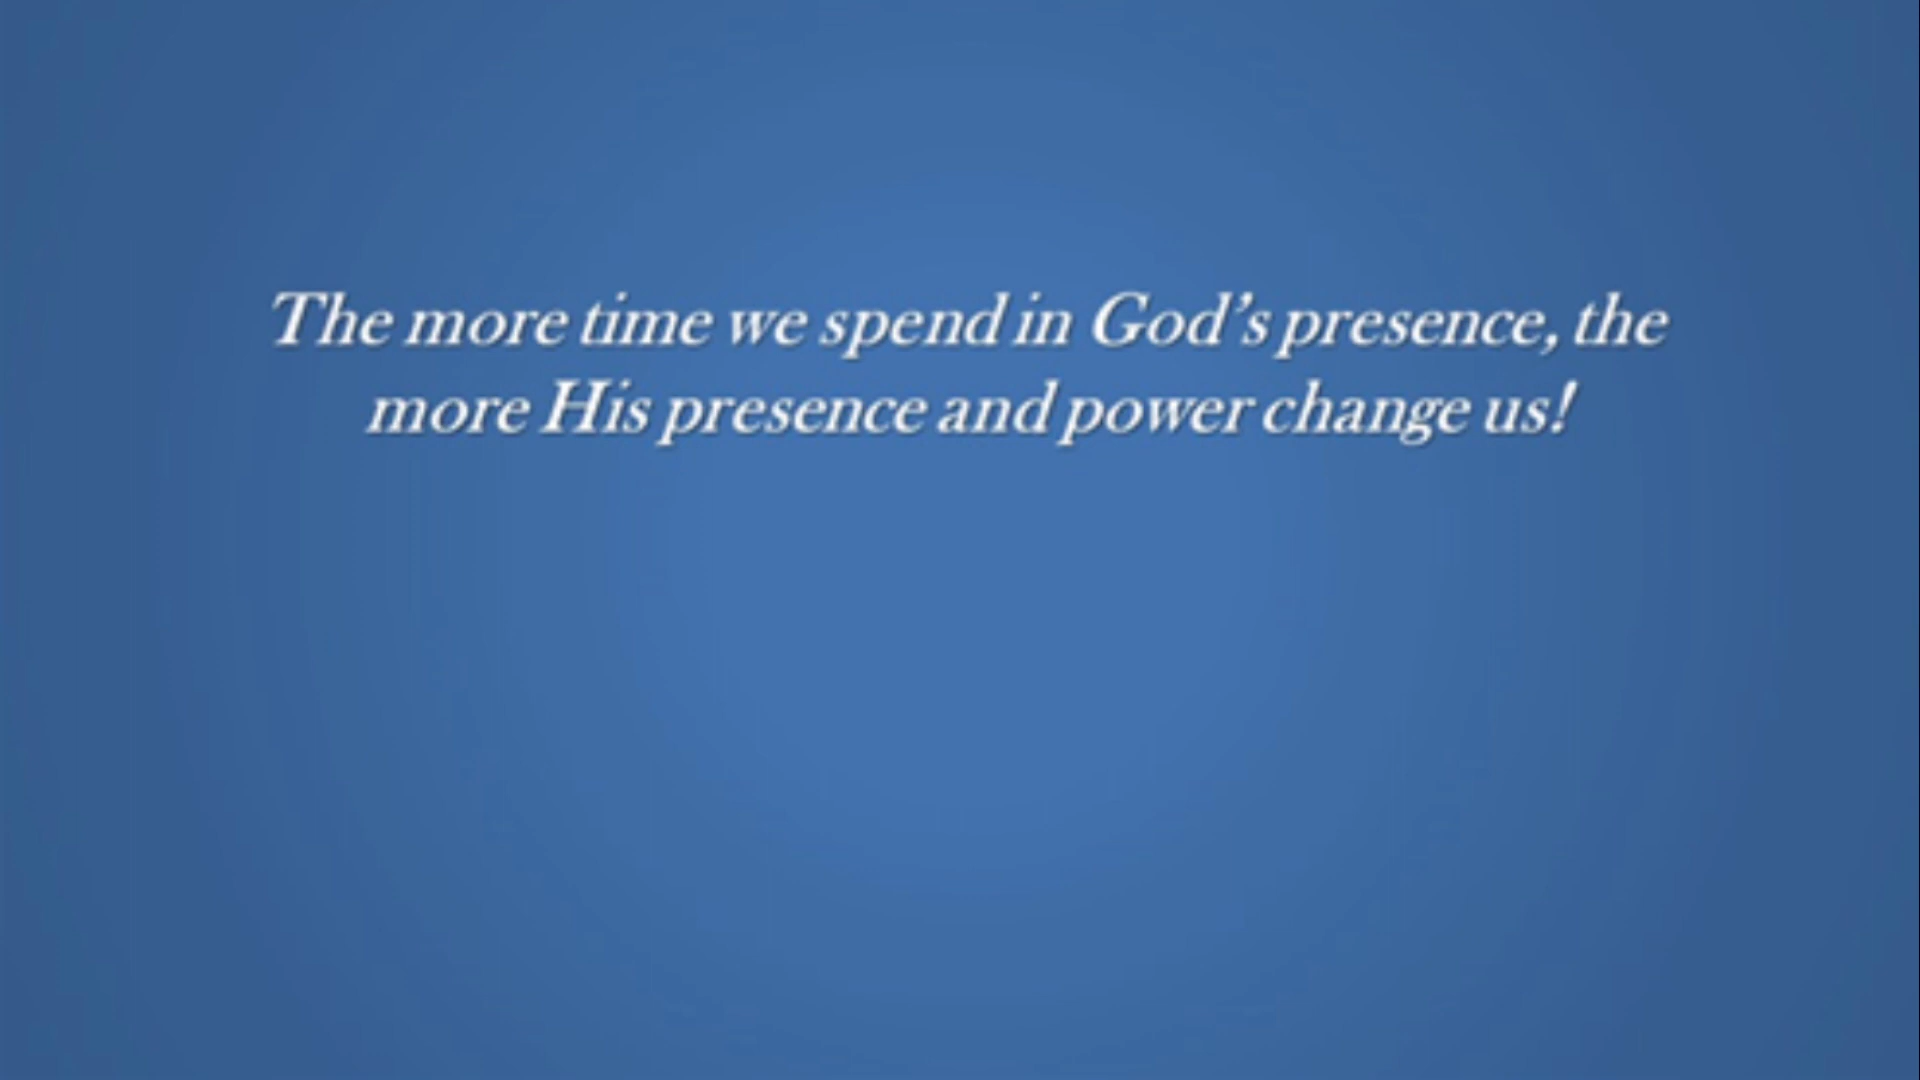 The more time we spend in God’s presence, the
more His presence and power change us!